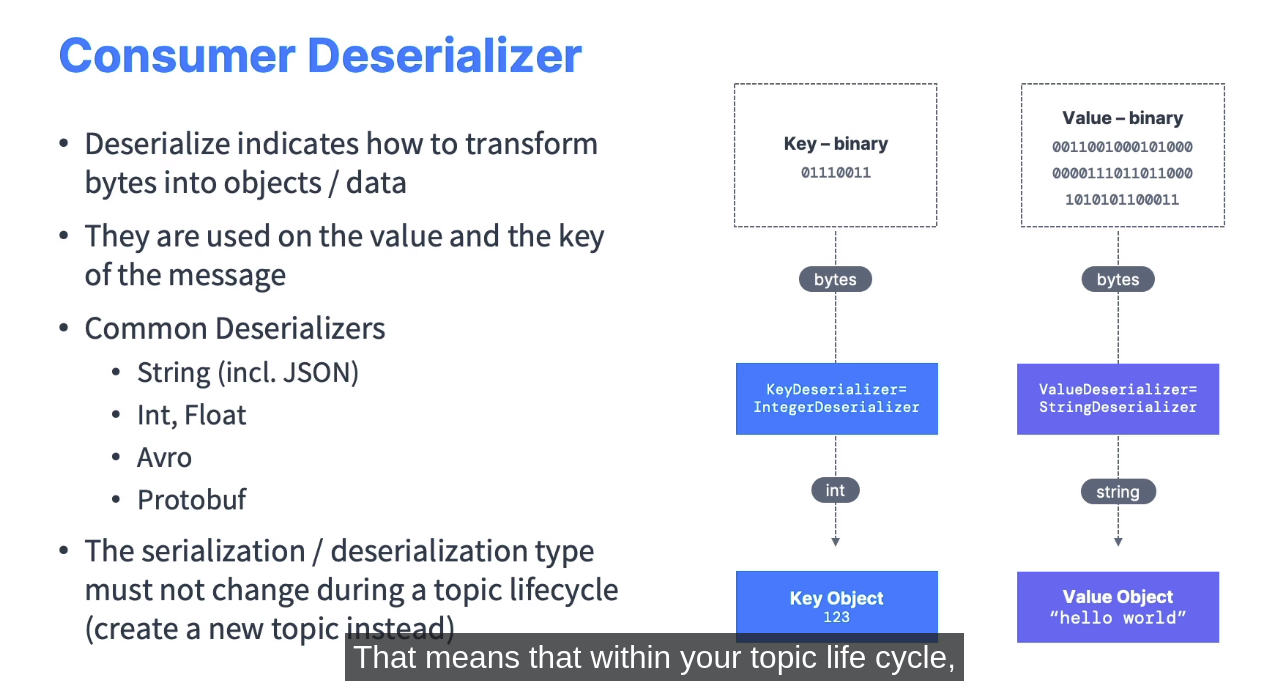 Consumer Deserializer
• Deserialize indicates how to transform
bytes into objects / data
• They are used on the value and the key
of the message
• Common Deserializers
• String (incl. JSON)
• Int, Float
• Avro
• Protobuf
• The serialization / deserialization type
must not change during a topic lifecycle
(create a new topic instead)
Key – binary
01110011
bytes
KeyDeserializer=
IntegerDeserializer
int
Key Object
123
Value – binary
0011001000101000
0000111011011000
1010101100011
bytes
ValueDeserializer=
StringDeserializer
string
Value Object
“hello world”
That means that within your topic life cycle,